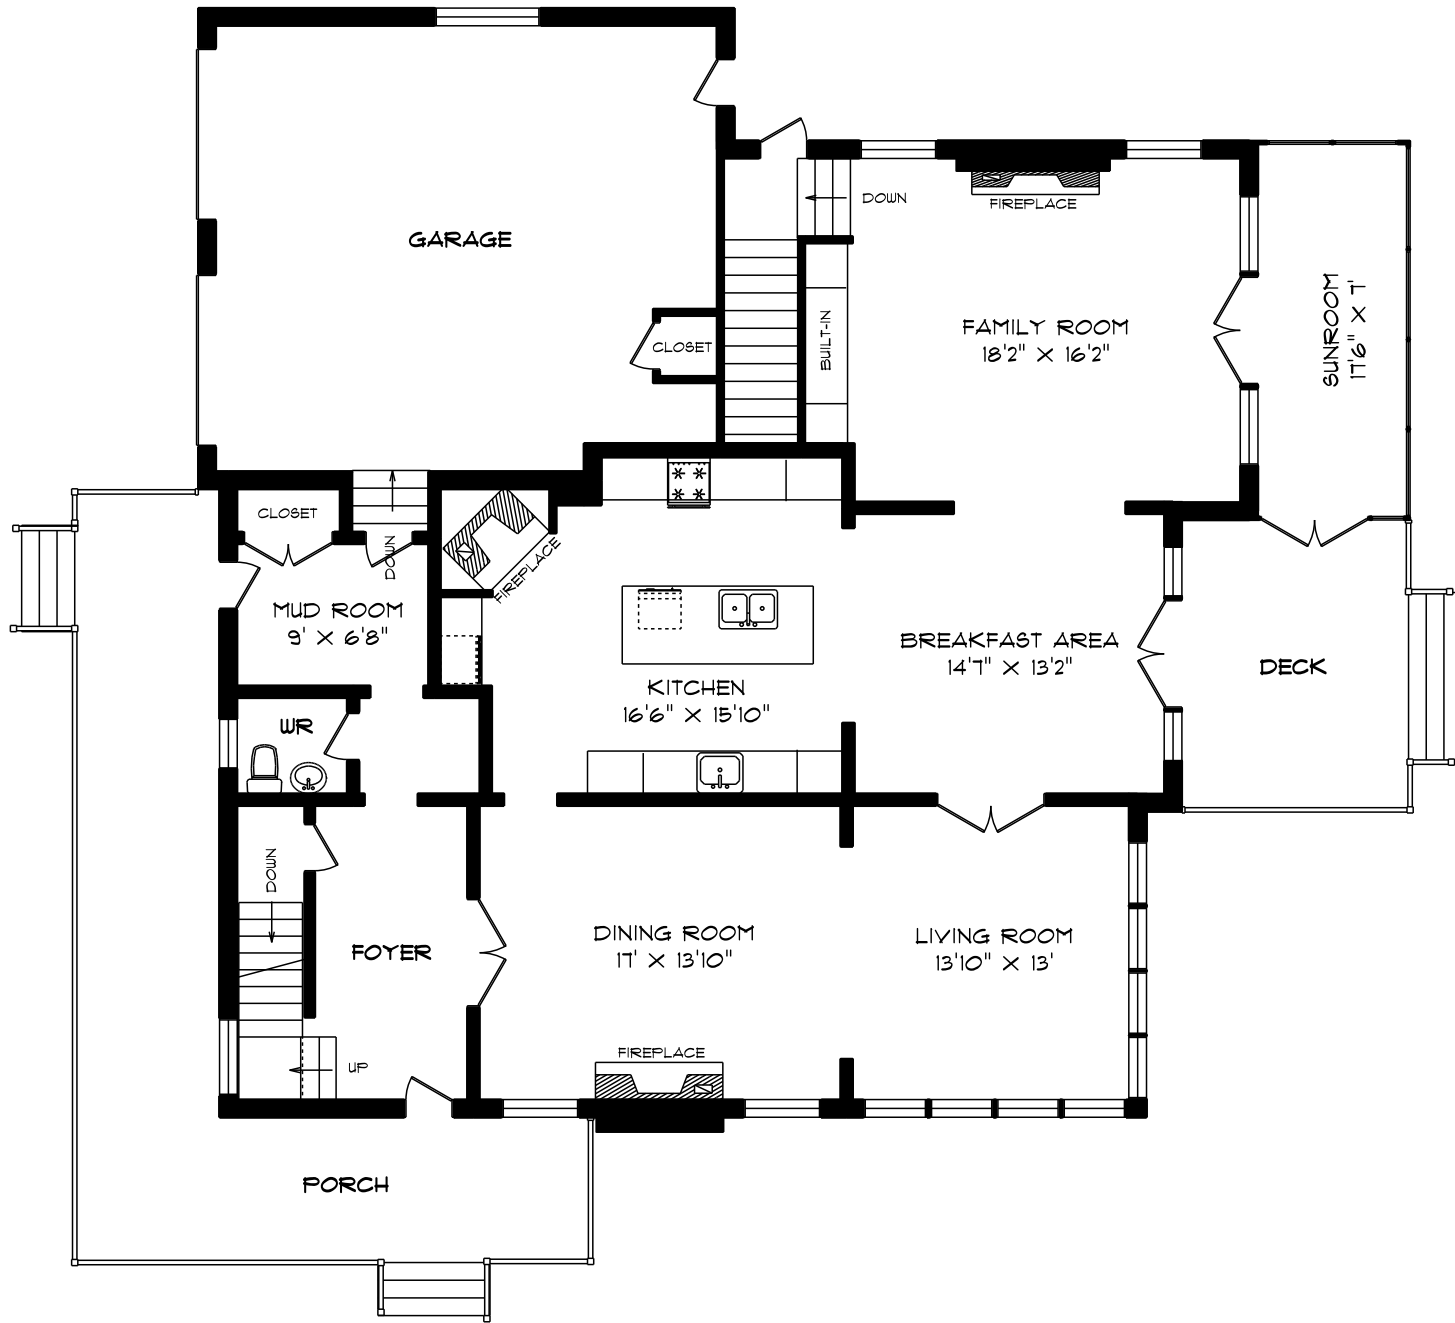 GARAGE
DOWN
FIREPLACE
FAMILY ROOM
18'2" X 16'2"
SUNROOM
17'6" X 7'
BUILT-IN
CLOSET
CLOSET
DOWN
FIREPLACE
MUD ROOM
9' X 6'8"
BREAKFAST AREA
14'7" X 13'2"
DECK
KITCHEN
16'6" X 15'10"
WR
DOWN
FOYER
DINING ROOM
17' X 13'10"
LIVING ROOM
13'10" X 13'
FIREPLACE
UP
PORCH